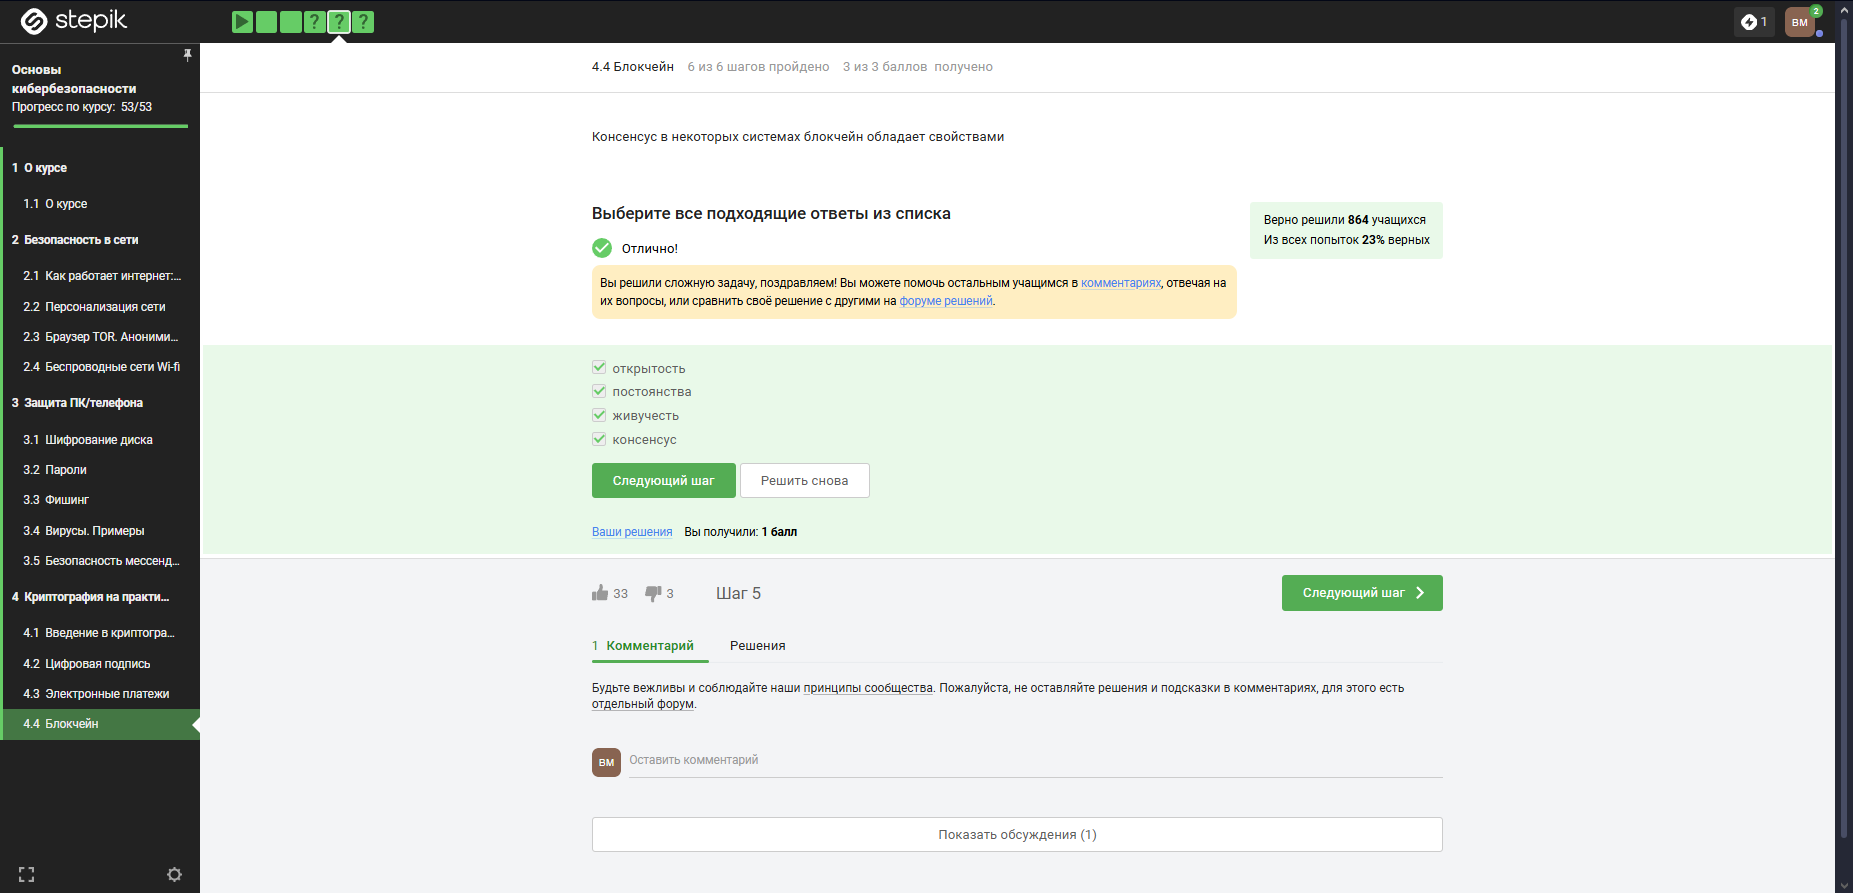 stepik
? ? ?
1
вм
2
Основы
кибербезопасности
Прогресс по курсу: 53/53
1 О курсе
1.1 О курсе
2 Безопасность в сети
2.1 Как работает интернет:...
2.2 Персонализация сети
2.3 Браузер TOR. Аноними...
2.4 Беспроводные сети Wi-fi
3 Защита ПК/телефона
3.1 Шифрование диска
3.2 Пароли
3.3 Фишинг
3.4 Вирусы. Примеры
3.5 Безопасность мессенд...
4 Криптография на практи...
4.1 Введение в криптогра...
4.2 Цифровая подпись
4.3 Электронные платежи
4.4 Блокчейн
4.4 Блокчейн 6 из 6 шагов пройдено 3 из 3 баллов получено
Консенсус в некоторых системах блокчейн обладает свойствами
Выберите все подходящие ответы из списка
Отлично!
Верно решили 864 учащихся
Из всех попыток 23% верных
Вы решили сложную задачу, поздравляем! Вы можете помочь остальным учащимся в комментариях, отвечая на
их вопросы, или сравнить своё решение с другими на форуме решений.
открытость
постоянства
живучесть
консенсус
Следующий шаг Решить снова
Ваши решения Вы получили: 1 балл
33 3 Шаг 5
Следующий шаг
1 Комментарий Решения
Будьте вежливы и соблюдайте наши принципы сообщества. Пожалуйста, не оставляйте решения и подсказки в комментариях, для этого есть
отдельный форум.
вм Оставить комментарий
Показать обсуждения (1)